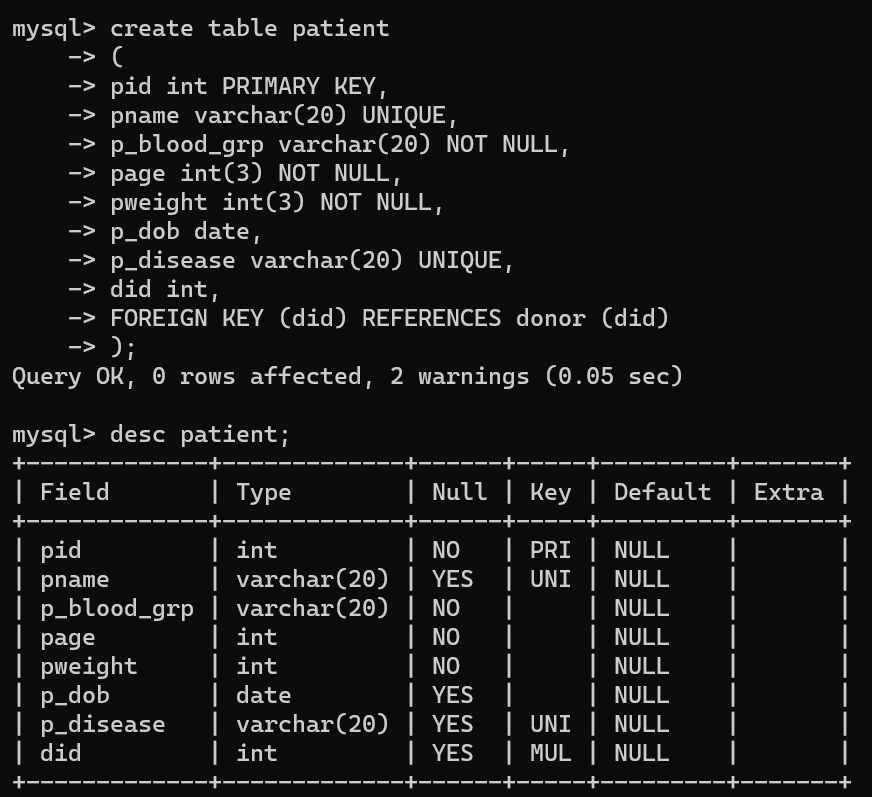 mysql> create table patient
    -> (
    -> pid int PRIMARY KEY,
    -> pname varchar(20) UNIQUE,
    -> p_blood_grp varchar(20) NOT NULL,
    -> page int(3) NOT NULL,
    -> pweight int(3) NOT NULL,
    -> p_dob date,
    -> p_disease varchar(20) UNIQUE,
    -> did int,
    -> FOREIGN KEY (did) REFERENCES donor (did)
    -> );
Query OK, 0 rows affected, 2 warnings (0.05 sec)

mysql> desc patient;
+-------------+-------------+------+-----+---------+-------+
| Field       | Type        | Null | Key | Default | Extra |
+-------------+-------------+------+-----+---------+-------+
| pid         | int         | NO   | PRI | NULL    |       |
| pname       | varchar(20) | YES  | UNI | NULL    |       |
| p_blood_grp | varchar(20) | NO   |     | NULL    |       |
| page        | int         | NO   |     | NULL    |       |
| pweight     | int         | NO   |     | NULL    |       |
| p_dob       | date        | YES  |     | NULL    |       |
| p_disease   | varchar(20) | YES  | UNI | NULL    |       |
| did         | int         | YES  | MUL | NULL    |       |
+-------------+-------------+------+-----+---------+-------+